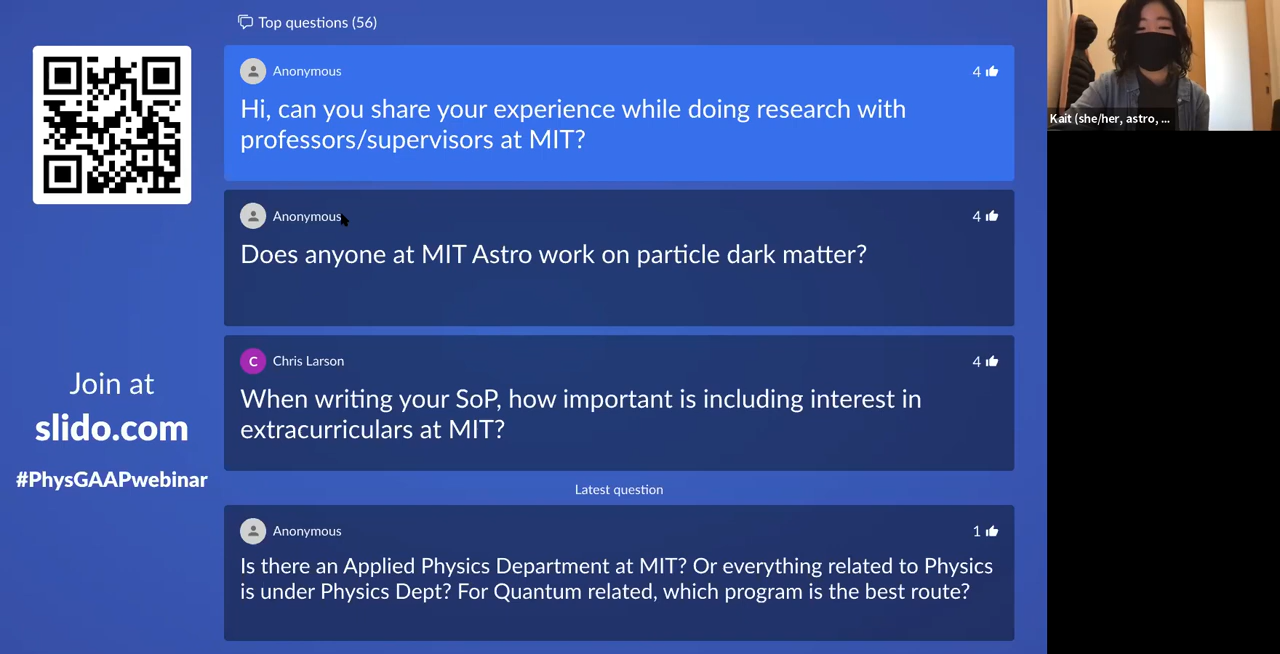 Top questions (56)
Anonymous
4
Hi, can you share your experience while doing research with
professors/supervisors at MIT?
Anonymous
4
Does anyone at MIT Astro work on particle dark matter?
C
Chris Larson
4
When writing your SoP, how important is including interest in
extracurriculars at MIT?
Latest question
Anonymous
1
Is there an Applied Physics Department at MIT? Or everything related to Physics
is under Physics Dept? For Quantum related, which program is the best route?
Join at
slido.com
#PhysGAAPwebinar
Kait (she/her, astro, ...